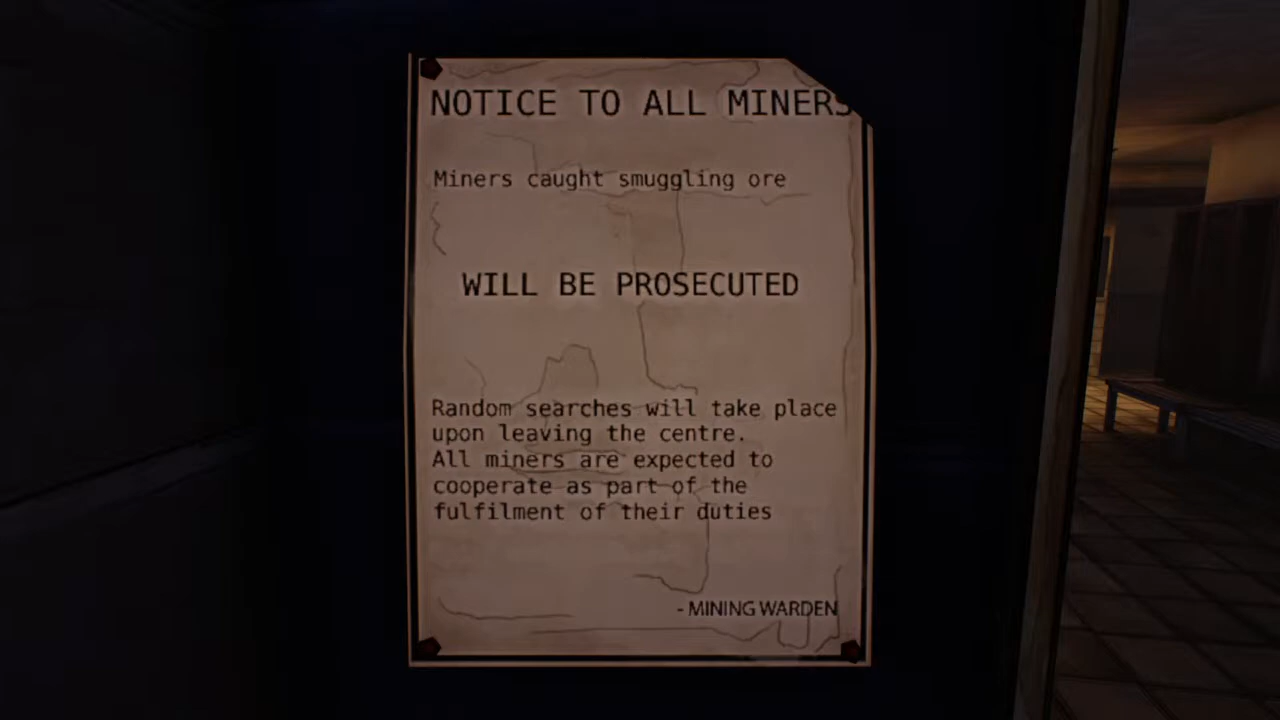 NOTICE TO ALL MINERS
Miners caught smuggling ore
WILL BE PROSECUTED
Random searches will take place
upon leaving the centre.
All miners are expected to
cooperate as part of the
fulfilment of their duties
- MINING WARDEN